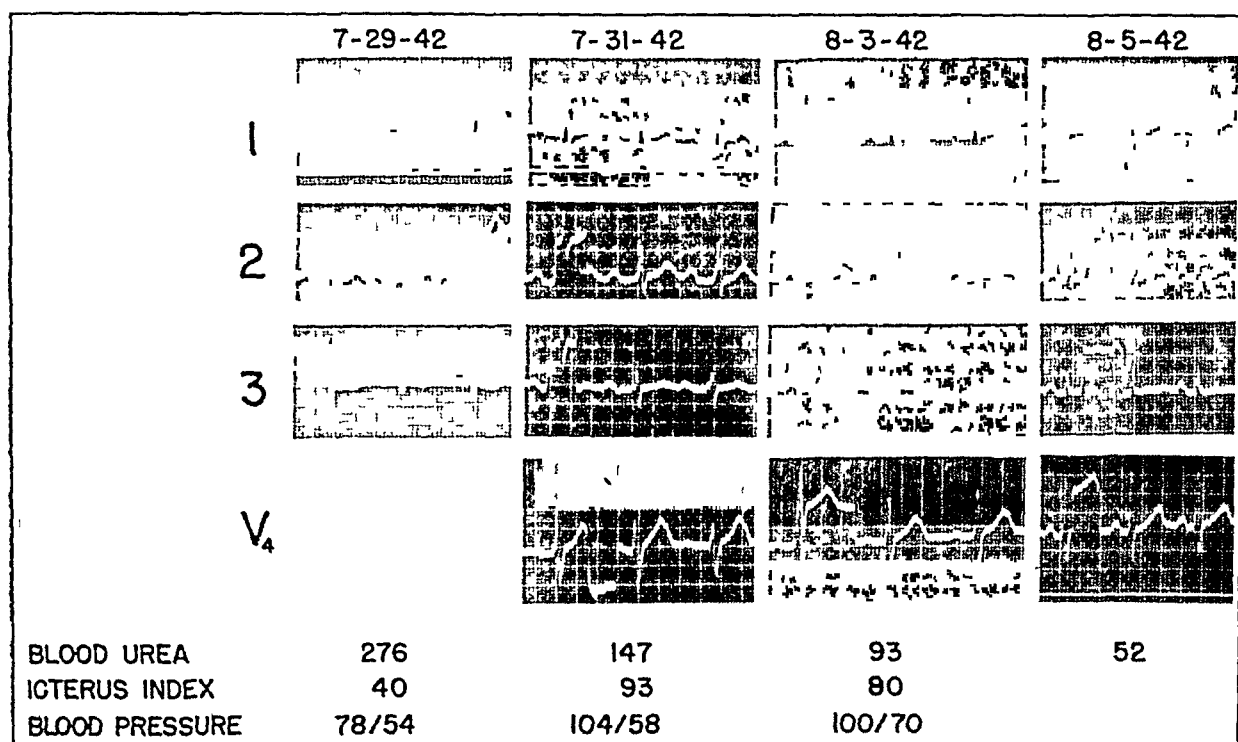 7-29-42 7-31-42 8-3-42 8-5-42
1
2
3
V4
BLOOD UREA 276 147 93 52
ICTERUS INDEX 40 93 80
BLOOD PRESSURE 78/54 104/58 100/70